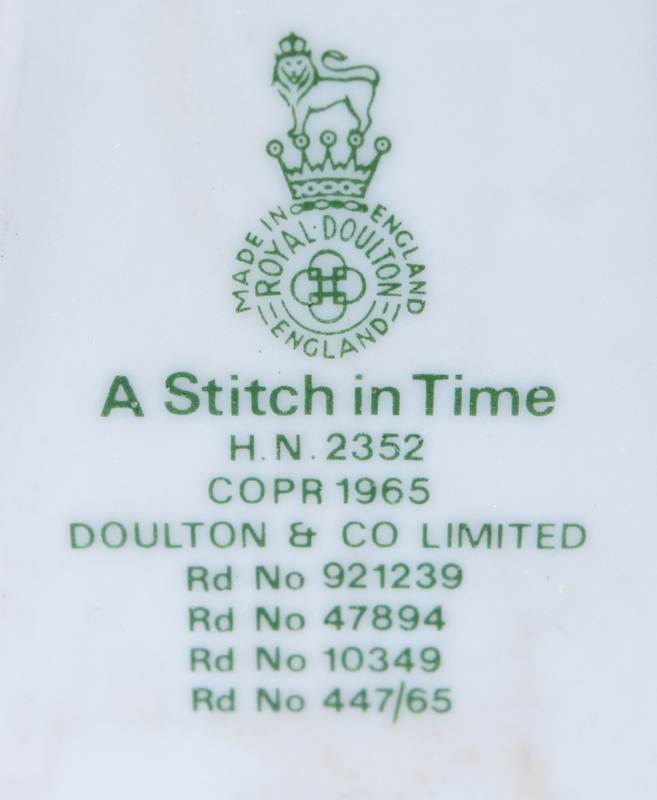 MADE IN ENGLAND
ROYAL·DOULTON
ENGLAND
A Stitch in Time
H.N. 2352
COPR 1965
DOULTON & CO LIMITED
Rd No 921239
Rd No 47894
Rd No 10349
Rd No 447/65